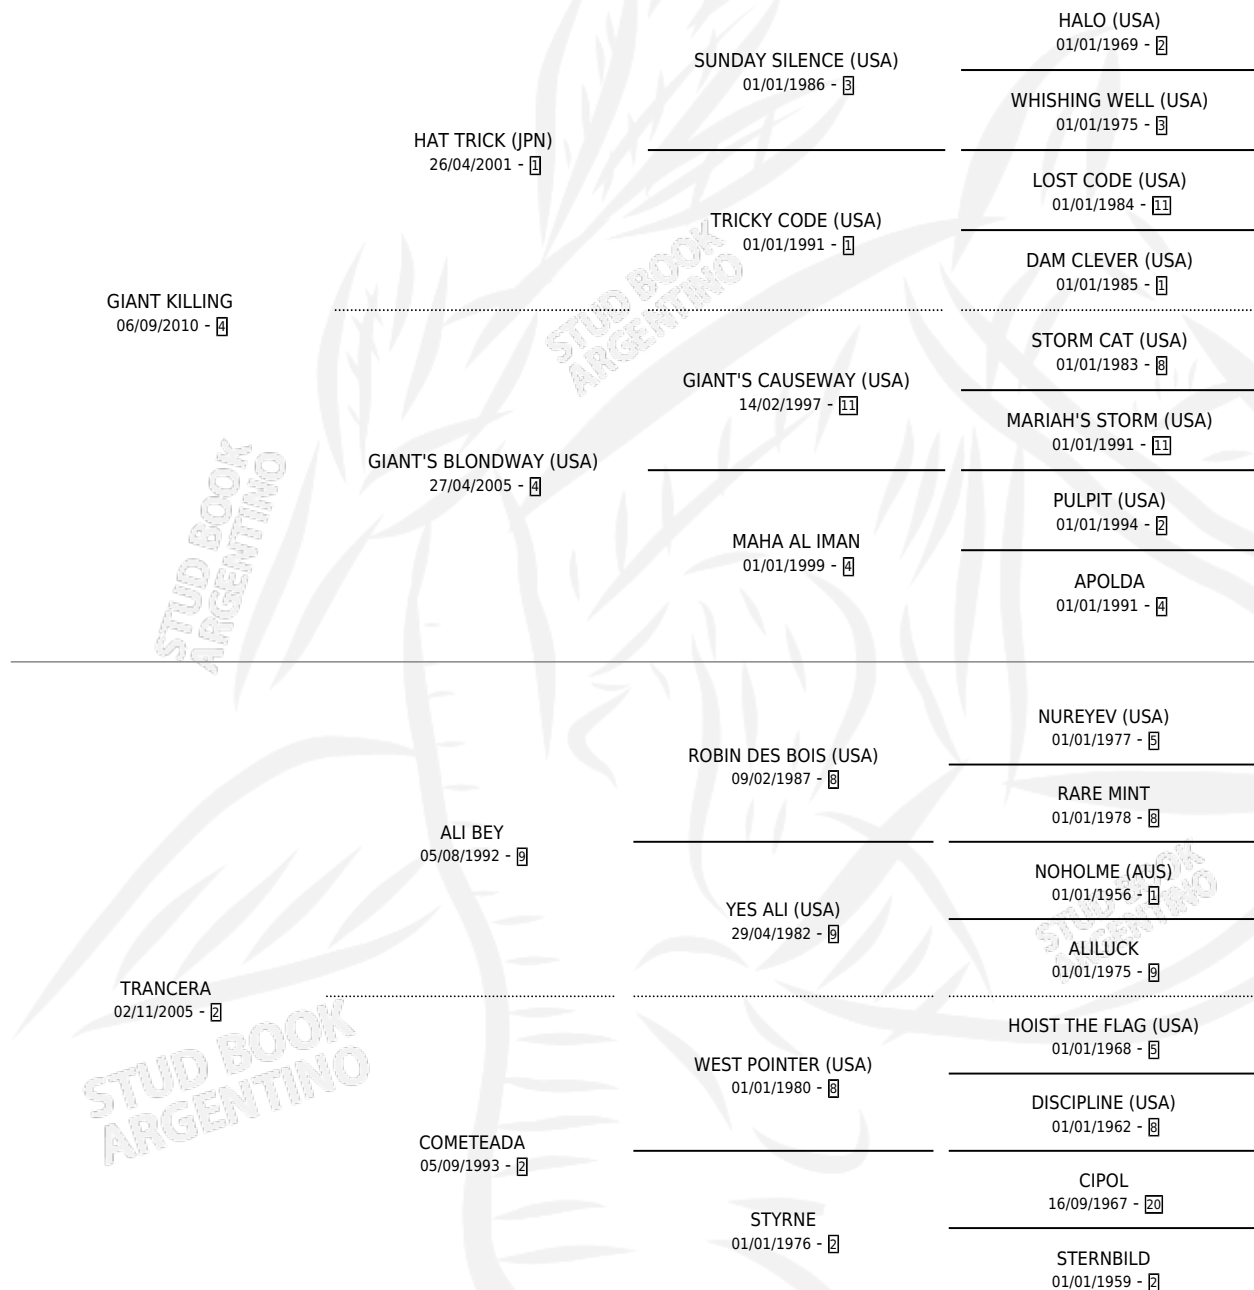 HALO (USA)
01/01/1969 - 2
SUNDAY SILENCE (USA)
01/01/1986 - 3
WHISHING WELL (USA)
01/01/1975 - 3
HAT TRICK (JPN)
26/04/2001 - 1
LOST CODE (USA)
01/01/1984 - 11
TRICKY CODE (USA)
01/01/1991 - 1
DAM CLEVER (USA)
01/01/1985 - 1
GIANT KILLING
06/09/2010 - 4
STORM CAT (USA)
01/01/1983 - 8
GIANT'S CAUSEWAY (USA)
14/02/1997 - 11
MARIAH'S STORM (USA)
01/01/1991 - 11
GIANT'S BLONDWAY (USA)
27/04/2005 - 4
PULPIT (USA)
01/01/1994 - 2
MAHA AL IMAN
01/01/1999 - 4
APOLDA
01/01/1991 - 4
NUREYEV (USA)
01/01/1977 - 5
ROBIN DES BOIS (USA)
09/02/1987 - 8
RARE MINT
01/01/1978 - 8
ALI BEY
05/08/1992 - 9
NOHOLME (AUS)
01/01/1956 - 1
YES ALI (USA)
29/04/1982 - 9
ALILUCK
01/01/1975 - 9
TRANCERA
02/11/2005 - 2
HOIST THE FLAG (USA)
01/01/1968 - 5
WEST POINTER (USA)
01/01/1980 - 8
DISCIPLINE (USA)
01/01/1962 - 8
COMETEADA
05/09/1993 - 2
CIPOL
16/09/1967 - 20
STYRNE
01/01/1976 - 2
STERNBILD
01/01/1959 - 2
STUD BOOK
ARGENTINO
STUD BOOK
ARGENTINO
STUD BOOK
ARGENTINO
STUD BOOK
ARGENTINO